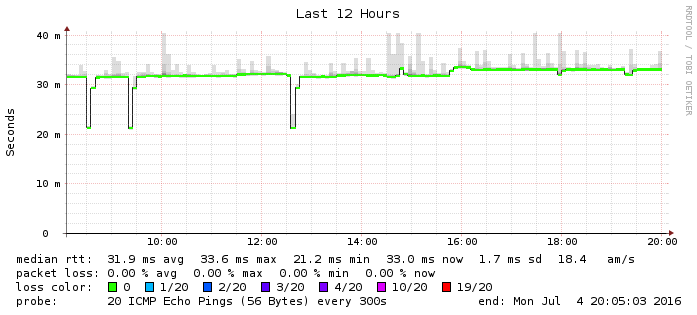 Last 12 Hours
RRDTOOL / TOBI OETIKER
Seconds
40 m
30 m
20 m
10 m
0
10:00 12:00 14:00 16:00 18:00 20:00
median rtt: 31.9 ms avg 33.6 ms max 21.2 ms min 33.0 ms now 1.7 ms sd 18.4 am/s
packet loss: 0.00 % avg 0.00 % max 0.00 % min 0.00 % now
loss color: 0 1/20 2/20 3/20 4/20 10/20 19/20
probe: 20 ICMP Echo Pings (56 Bytes) every 300s end: Mon Jul 4 20:05:03 2016